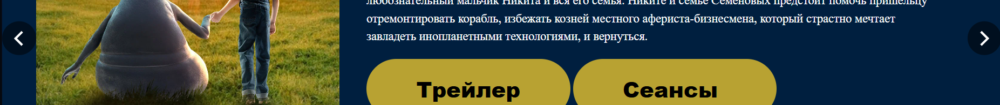 любознательный мальчик Никита и вся его семья. Никите и семье Семеновых предстоит помочь пришельцу
отремонтировать корабль, избежать козней местного афериста-бизнесмена, который страстно мечтает
завладеть инопланетными технологиями, и вернуться.
Трейлер
Сеансы